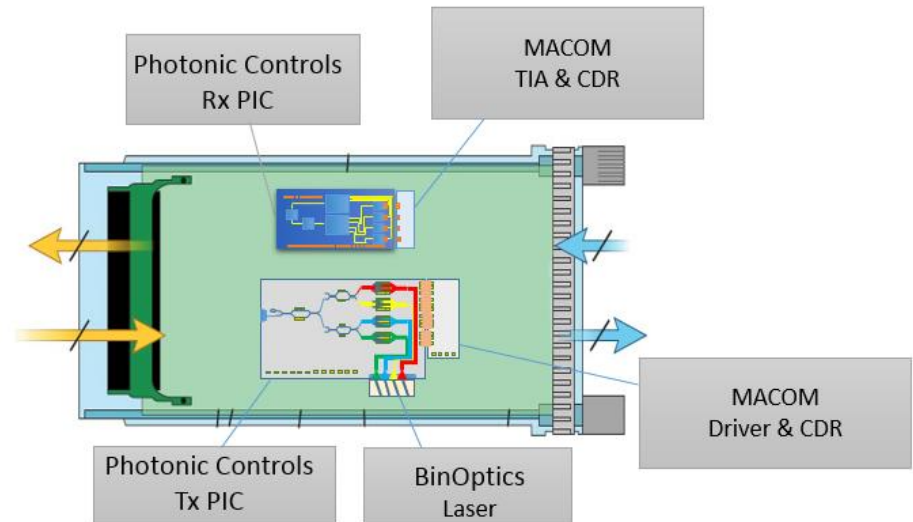 Photonic Controls
Rx PIC
MACOM
TIA & CDR
MACOM
Driver & CDR
Photonic Controls
Tx PIC
BinOptics
Laser